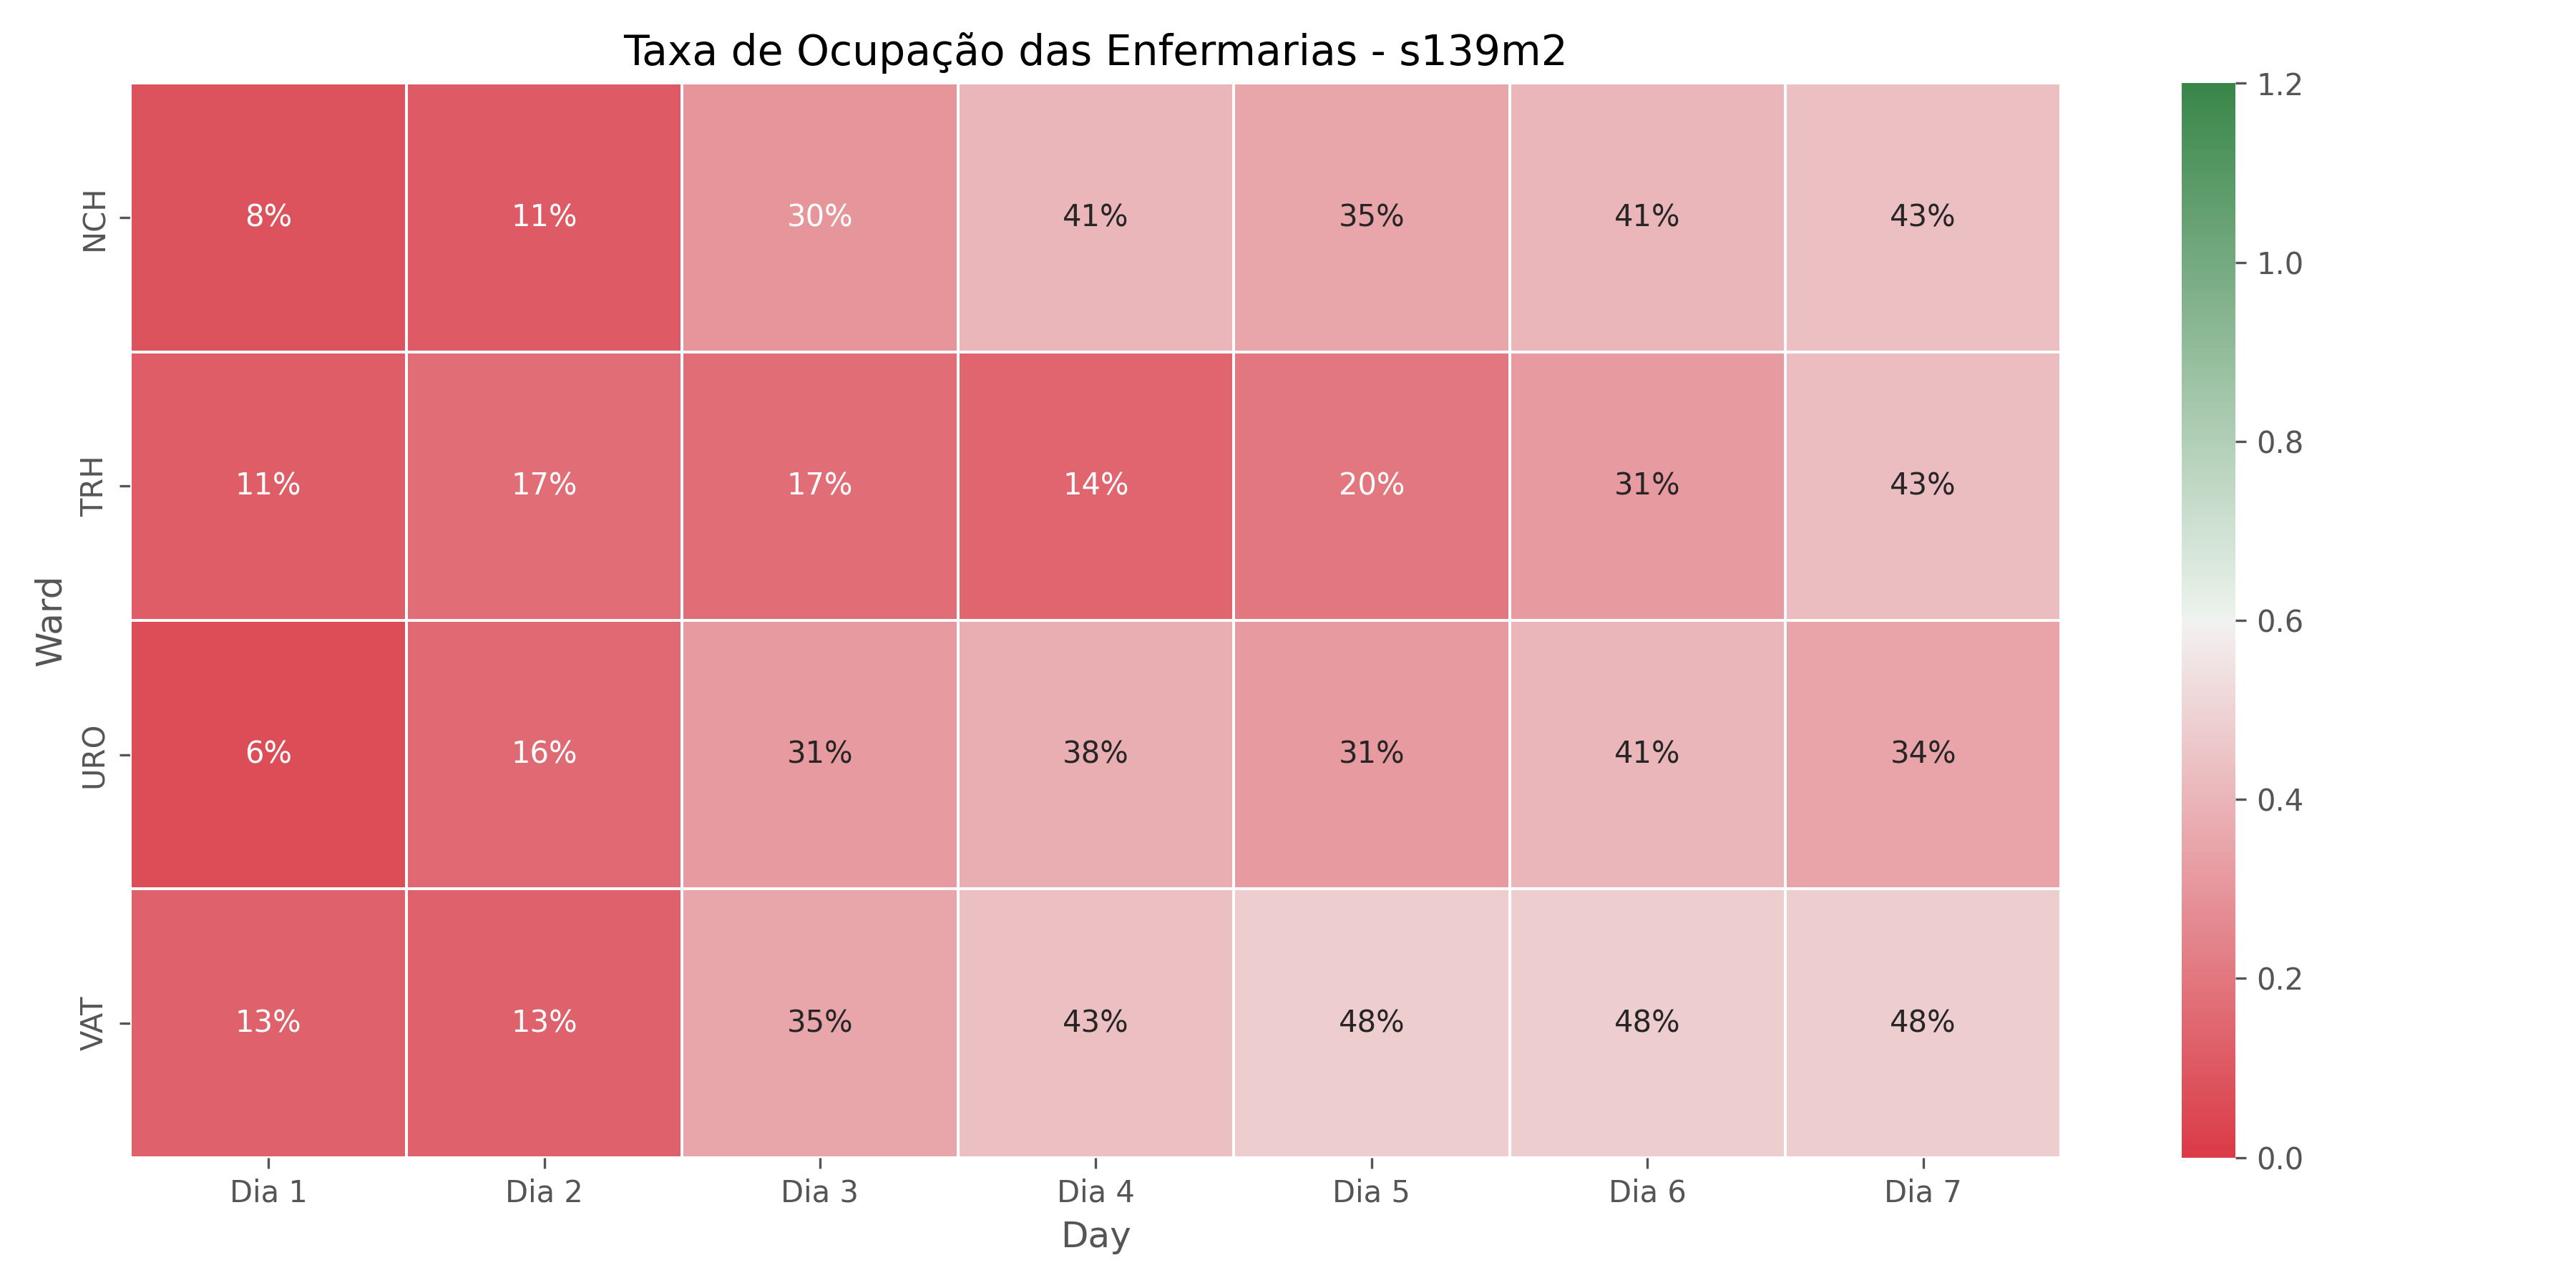 Taxa de Ocupação das Enfermarias - s139m2
1.2
NCH
8% 11% 30% 41% 35% 41% 43%
1.0
TRH
11% 17% 17% 14% 20% 31% 43%
0.8
Ward
0.6
URO
6% 16% 31% 38% 31% 41% 34%
0.4
VAT
13% 13% 35% 43% 48% 48% 48%
0.2
0.0
Dia 1 Dia 2 Dia 3 Dia 4 Dia 5 Dia 6 Dia 7
Day